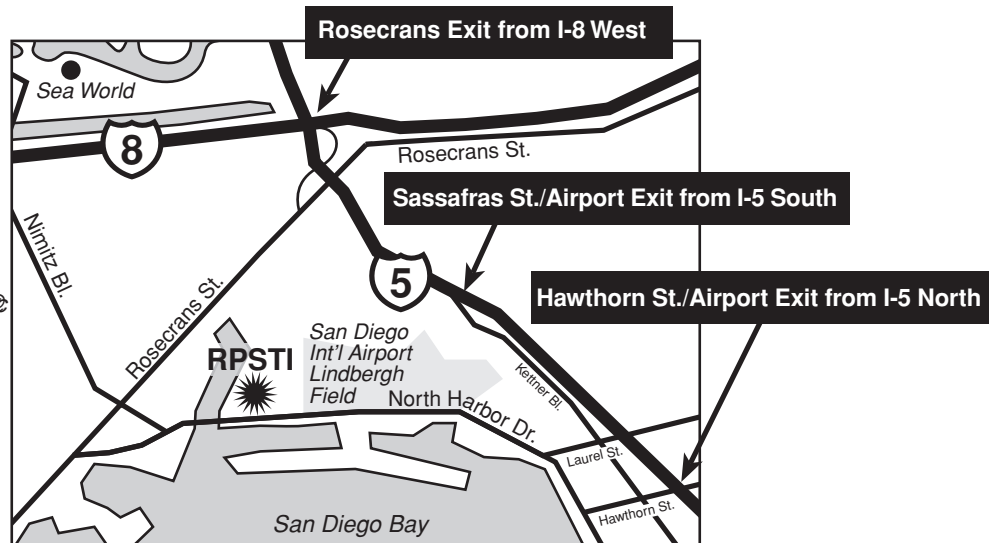 Rosecrans Exit from I-8 West
Sea World
8
Rosecrans St.
Sassafras St./Airport Exit from I-5 South
Nimitz Bl.
5
Hawthorn St./Airport Exit from I-5 North
Rosecrans St.
RPSTI
San Diego
Int'l Airport
Lindbergh
Field
Kettner Bl.
North Harbor Dr.
Laurel St.
Hawthorn St.
San Diego Bay